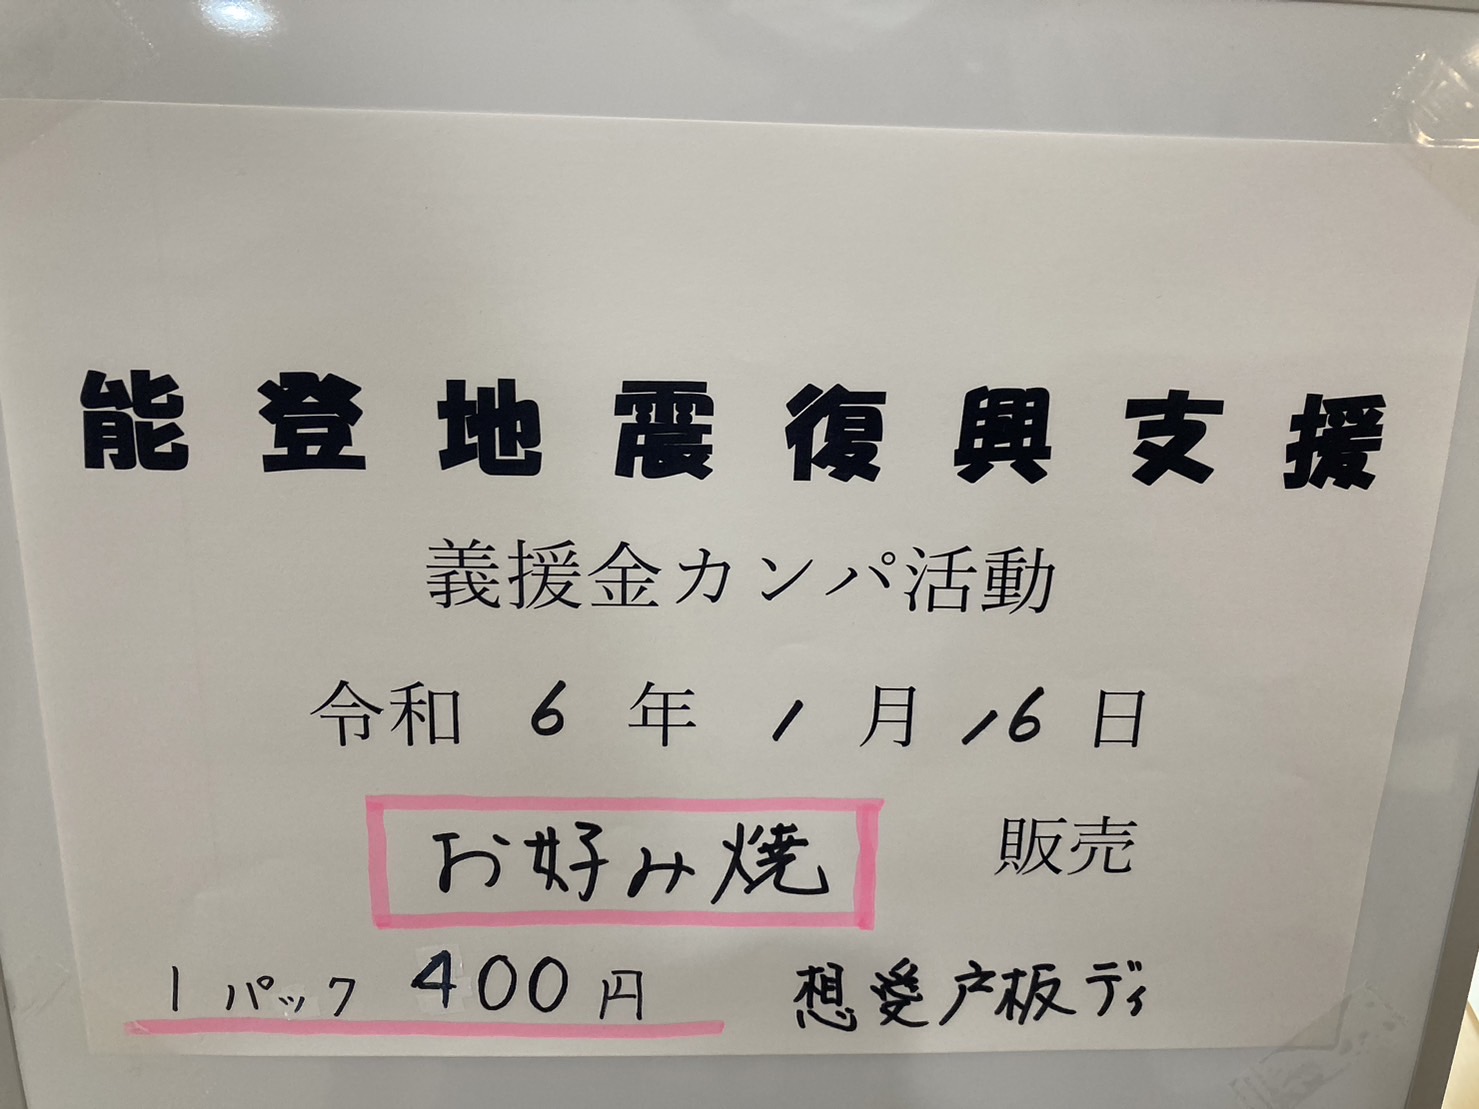 能登地震復興支援
義援金カンパ活動
令和 6 年 1 月 16 日
お好み焼 販売
1パック 400円 想愛戸板ディ